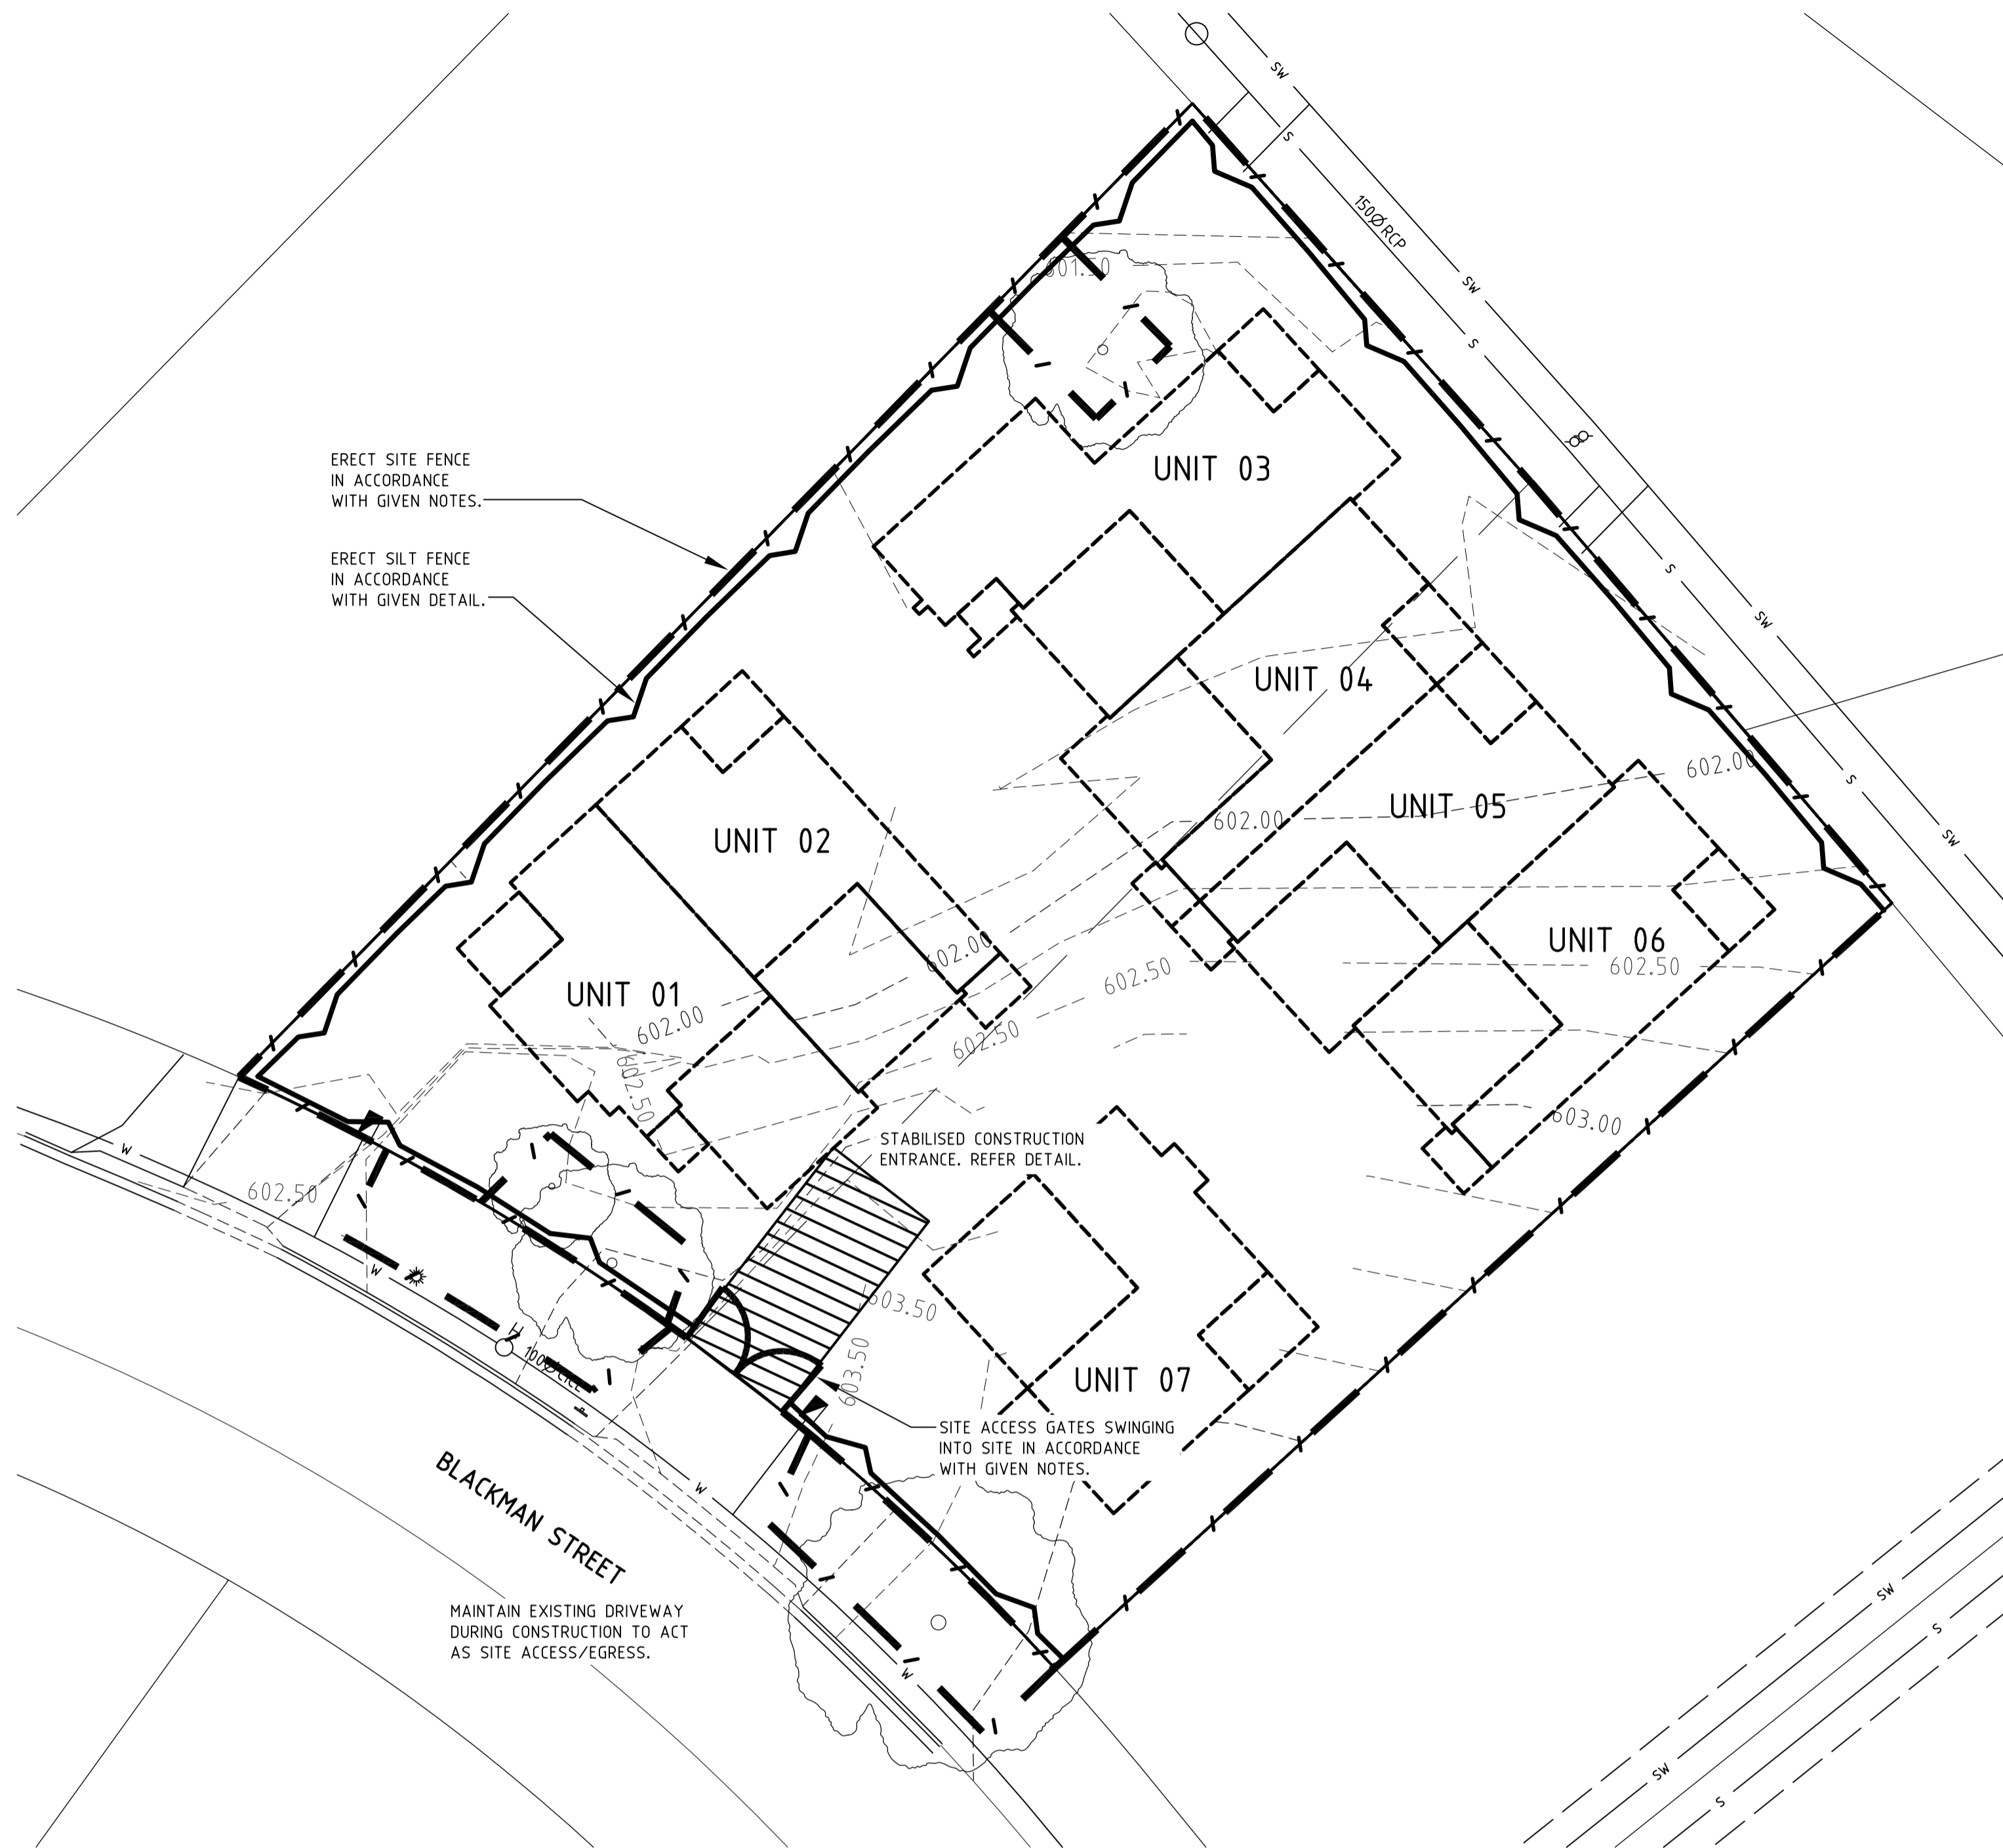 SW
S
150Ø RCP
SW
S
601.50
ERECT SITE FENCE
IN ACCORDANCE
WITH GIVEN NOTES.
UNIT 03
ERECT SILT FENCE
IN ACCORDANCE
WITH GIVEN DETAIL.
S
SW
UNIT 04
602.00
S
UNIT 05
602.00
UNIT 02
SW
602.00
UNIT 06
602.50
602.50
UNIT 01
602.00
602.50
602.50
603.00
W
STABILISED CONSTRUCTION
ENTRANCE. REFER DETAIL.
602.50
W
603.50
H
603.50
UNIT 07
SITE ACCESS GATES SWINGING
INTO SITE IN ACCORDANCE
WITH GIVEN NOTES.
W
BLACKMAN STREET
MAINTAIN EXISTING DRIVEWAY
DURING CONSTRUCTION TO ACT
AS SITE ACCESS/EGRESS.
W
SW
S
SW
S